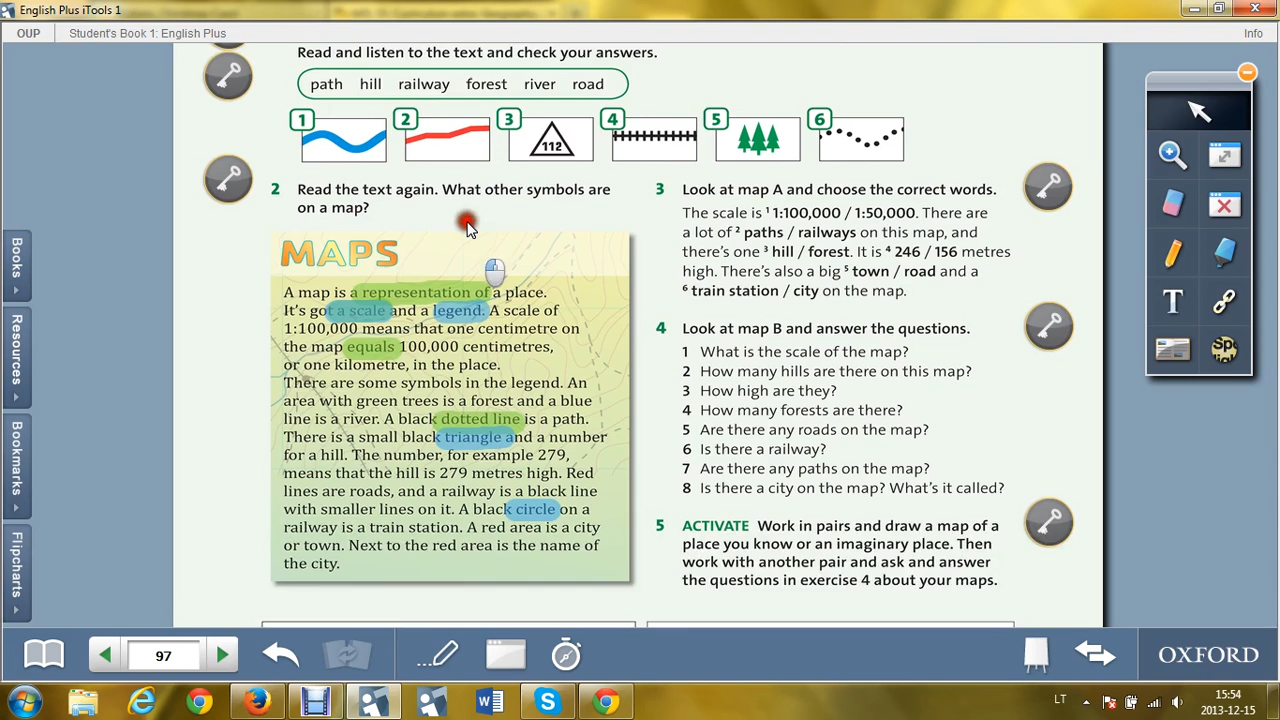 English Plus iTools 1
OUP Student's Book 1: English Plus Info
Read and listen to the text and check your answers.
path hill railway forest river road
1 2 3 4 5 6
112
2 Read the text again. What other symbols are
on a map?
MAPS
A map is a representation of a place.
It's got a scale and a legend. A scale of
1:100,000 means that one centimetre on
the map equals 100,000 centimetres,
or one kilometre, in the place.
There are some symbols in the legend. An
area with green trees is a forest and a blue
line is a river. A black dotted line is a path.
There is a small black triangle and a number
for a hill. The number, for example 279,
means that the hill is 279 metres high. Red
lines are roads, and a railway is a black line
with smaller lines on it. A black circle on a
railway is a train station. A red area is a city
or town. Next to the red area is the name of
the city.
3 Look at map A and choose the correct words.
The scale is 1 1:100,000 / 1:50,000. There are
a lot of 2 paths / railways on this map, and
there's one 3 hill / forest. It is 4 246 / 156 metres
high. There's also a big 5 town / road and a
6 train station / city on the map.
4 Look at map B and answer the questions.
1 What is the scale of the map?
2 How many hills are there on this map?
3 How high are they?
4 How many forests are there?
5 Are there any roads on the map?
6 Is there a railway?
7 Are there any paths on the map?
8 Is there a city on the map? What's it called?
5 ACTIVATE Work in pairs and draw a map of a
place you know or an imaginary place. Then
work with another pair and ask and answer
the questions in exercise 4 about your maps.
Books
Resources
Bookmarks
Flipcharts
T
Sp
97
OXFORD
LT
15:54
2013-12-15